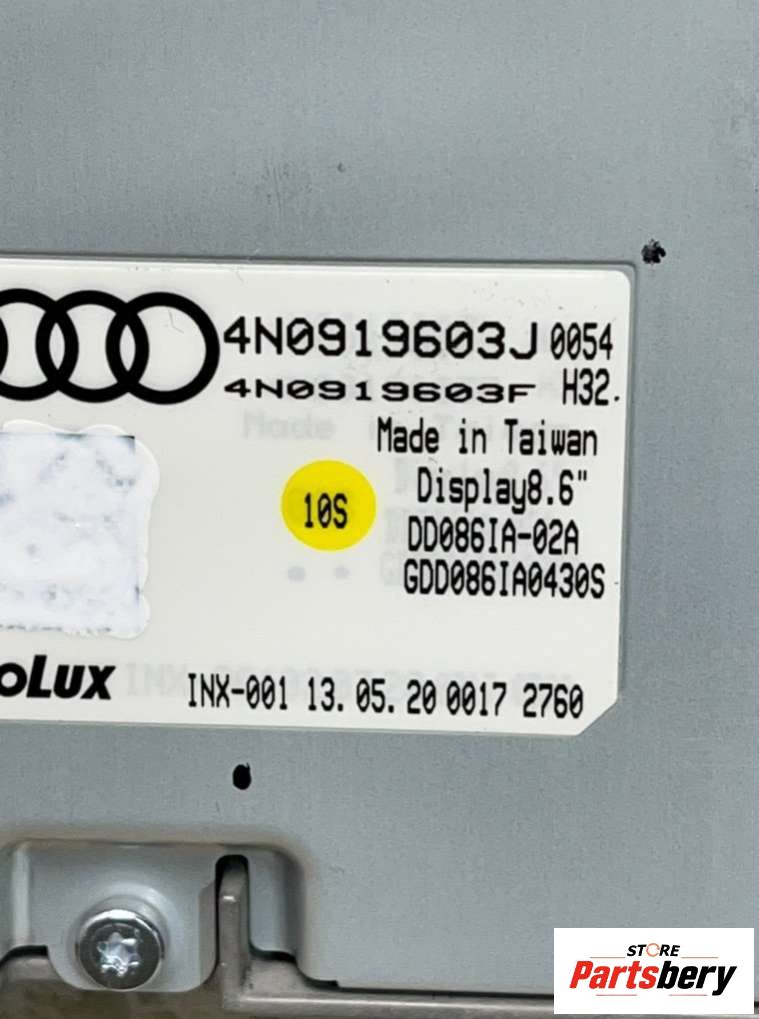 4N0919603J 0054
4N0919603F H32.
Made in Taiwan
Display8.6"
10S
DD086IA-02A
GDD086IA0430S
oLux
INX-001 13.05.20 0017 2760
STORE
Partsbery